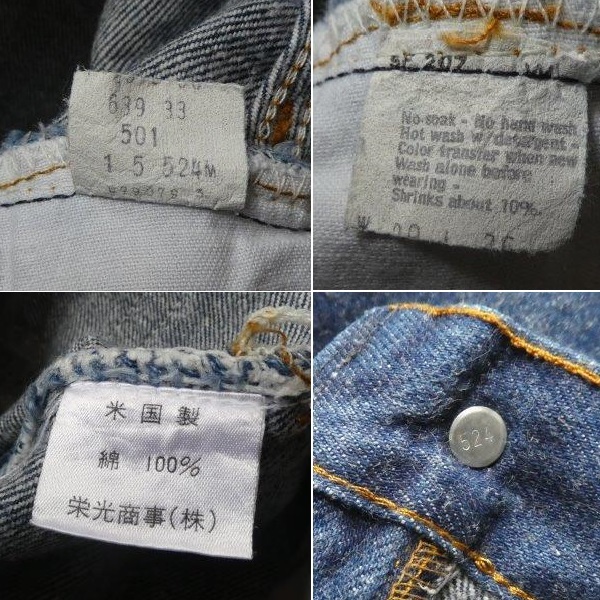 639 33
501
1 5 524M
SF 207
No soak - No hand wash
Hot wash w/detergent -
Color transfer when new
Wash alone before
wearing -
Shrinks about 10%.
W
米国製
綿 100%
栄光商事(株)
524